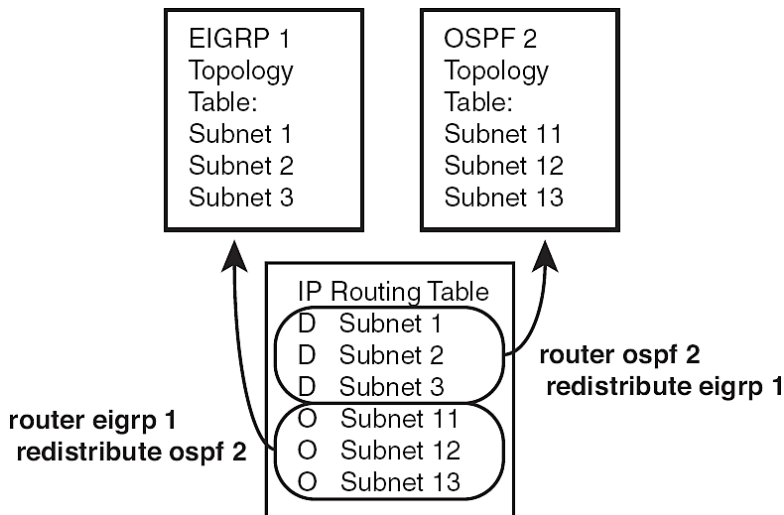 EIGRP 1
Topology
Table:
Subnet 1
Subnet 2
Subnet 3
OSPF 2
Topology
Table:
Subnet 11
Subnet 12
Subnet 13
IP Routing Table
D Subnet 1
D Subnet 2
D Subnet 3
O Subnet 11
O Subnet 12
O Subnet 13
router ospf 2
redistribute eigrp 1
router eigrp 1
redistribute ospf 2